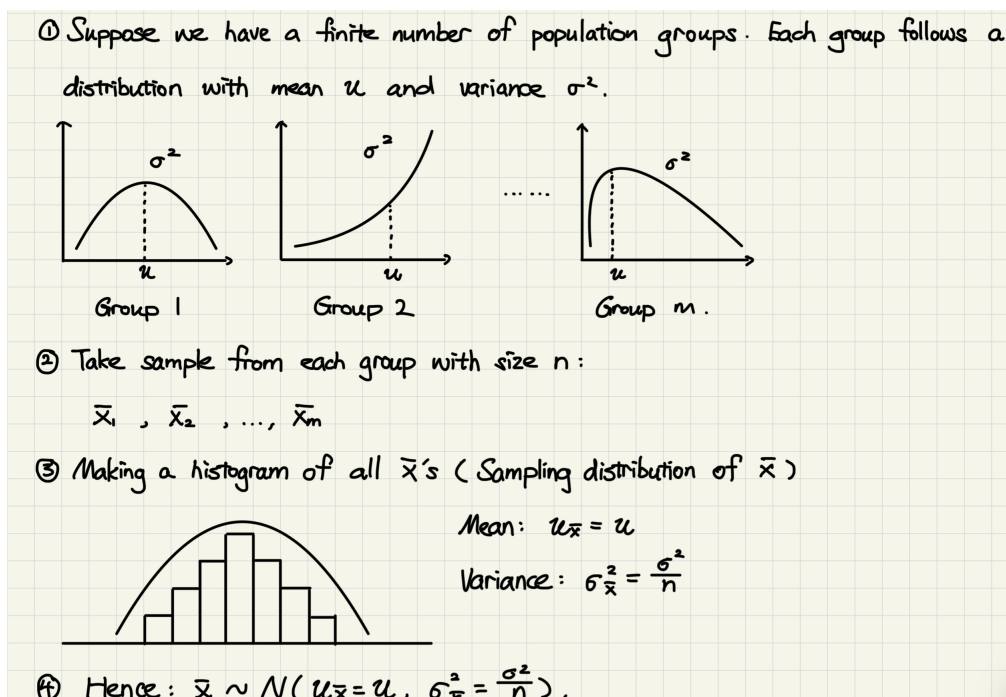 ① Suppose we have a finite number of population groups. Each group follows a
distribution with mean u and variance σ².
σ² σ² ...... σ²
u u u
Group 1 Group 2 Group m.
② Take sample from each group with size n:
x̄₁ , x̄₂ , ..., x̄m
③ Making a histogram of all x̄'s (Sampling distribution of x̄)
Mean: u_x̄ = u
Variance: σ²_x̄ = σ²/n
④ Hence: x̄ ~ N(u_x̄ = u, σ²_x̄ = σ²/n).